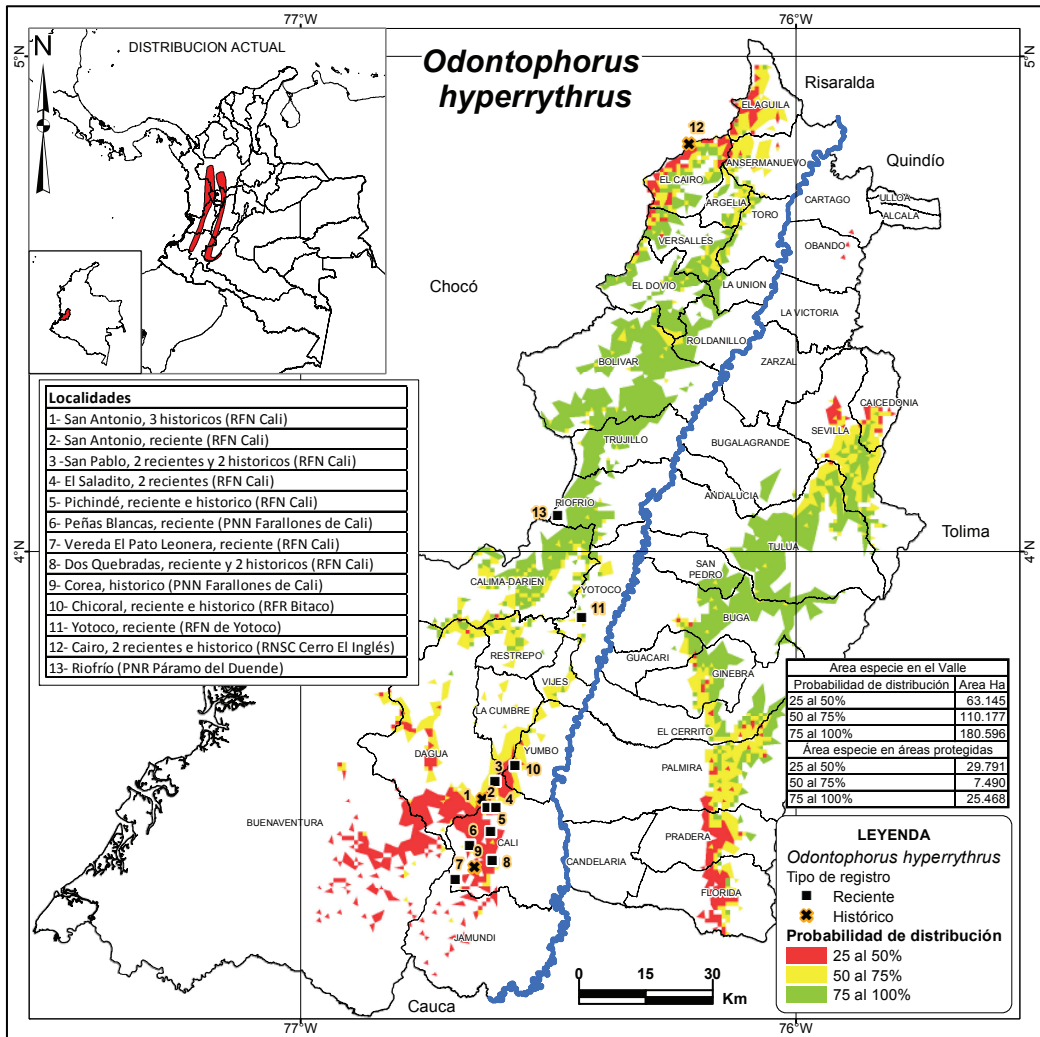 77°W
76°W
5°N
5°N
N
DISTRIBUCION ACTUAL
Odontophorus
hyperrythrus
Risaralda
EL AGUILA
12
ANSERMANUEVO
Quindío
EL CAIRO
ULLOA
CARTAGO
ALCALA
ARGELIA
TORO
VERSALLES
OBANDO
Chocó
EL DOVIO
LA UNION
LA VICTORIA
ROLDANILLO
BOLIVAR
ZARZAL
Localidades
1- San Antonio, 3 historicos (RFN Cali)
2- San Antonio, reciente (RFN Cali)
3 -San Pablo, 2 recientes y 2 historicos (RFN Cali)
4- El Saladito, 2 recientes (RFN Cali)
5- Pichindé, reciente e historico (RFN Cali)
6- Peñas Blancas, reciente (PNN Farallones de Cali)
7- Vereda El Pato Leonera, reciente (RFN Cali)
8- Dos Quebradas, reciente y 2 historicos (RFN Cali)
9- Corea, historico (PNN Farallones de Cali)
10- Chicoral, reciente e historico (RFR Bitaco)
11- Yotoco, reciente (RFN de Yotoco)
12- Cairo, 2 recientes e historico (RNSC Cerro El Inglés)
13- Riofrío (PNR Páramo del Duende)
CAICEDONIA
SEVILLA
TRUJILLO
BUGALAGRANDE
ANDALUCIA
RIOFRIO
13
Tolima
4°N
4°N
TULUA
SAN
PEDRO
CALIMA-DARIEN
YOTOCO
11
BUGA
RESTREPO
GUACARI
GINEBRA
VIJES
LA CUMBRE
EL CERRITO
YUMBO
DAGUA
PALMIRA
3
10
1
2
4
BUENAVENTURA
5
6
CALI
PRADERA
9
7
8
CANDELARIA
FLORIDA
JAMUNDI
Area especie en el Valle
Probabilidad de distribución Area Ha
25 al 50% 63.145
50 al 75% 110.177
75 al 100% 180.596
Área especie en áreas protegidas
25 al 50% 29.791
50 al 75% 7.490
75 al 100% 25.468
LEYENDA
Odontophorus hyperrythrus
Tipo de registro
Reciente
Histórico
Probabilidad de distribución
25 al 50%
50 al 75%
75 al 100%
0 15 30
Km
Cauca
77°W
76°W